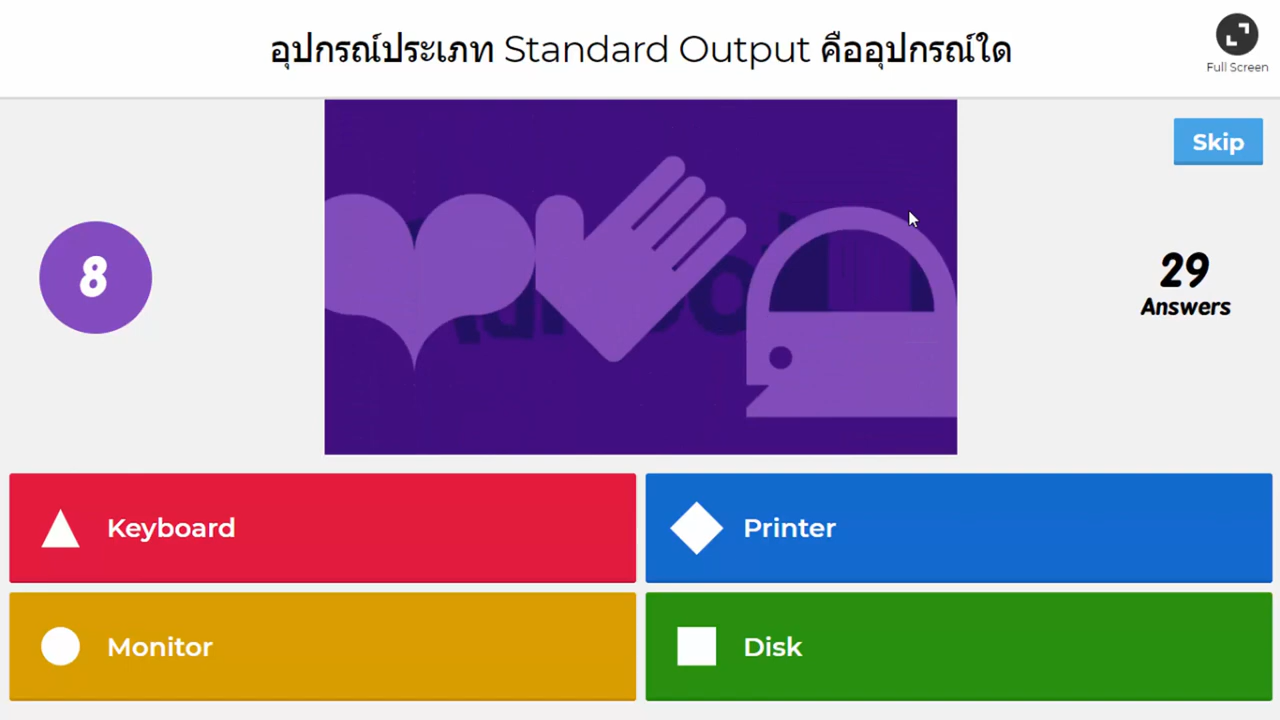 อุปกรณ์ประเภท Standard Output คืออุปกรณ์ใด
Full Screen
Skip
8
29
Answers
Keyboard
Printer
Monitor
Disk